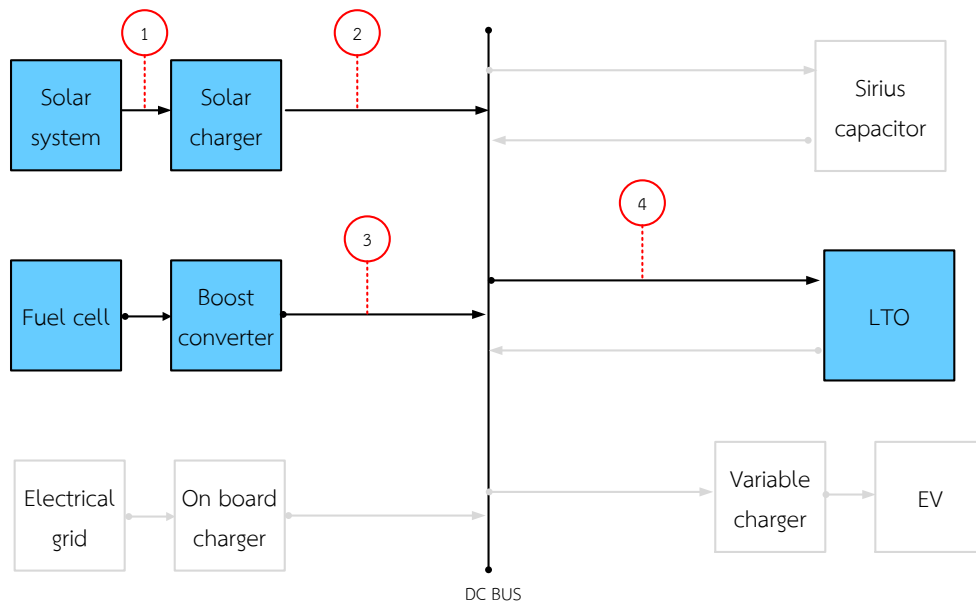 1
2
Solar
system
Solar
charger
Sirius
capacitor
3
4
Fuel cell
Boost
converter
LTO
Electrical
grid
On board
charger
Variable
charger
EV
DC BUS